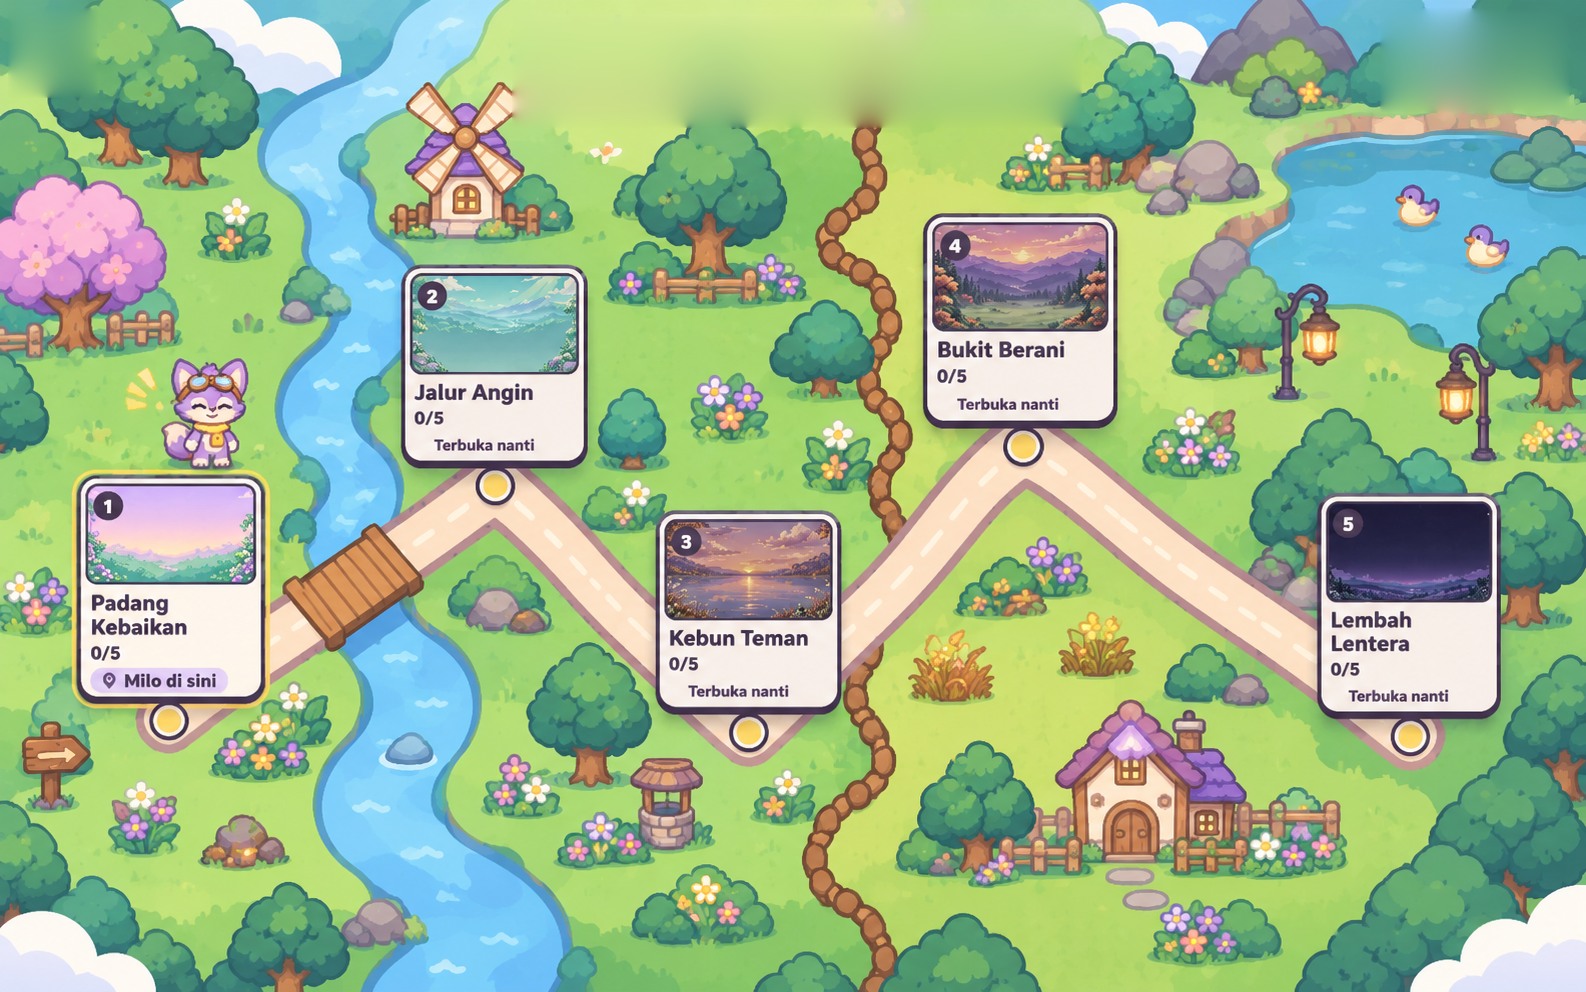 1
Padang
Kebaikan
0/5
Milo di sini
2
Jalur Angin
0/5
Terbuka nanti
3
Kebun Teman
0/5
Terbuka nanti
4
Bukit Berani
0/5
Terbuka nanti
5
Lembah
Lentera
0/5
Terbuka nanti